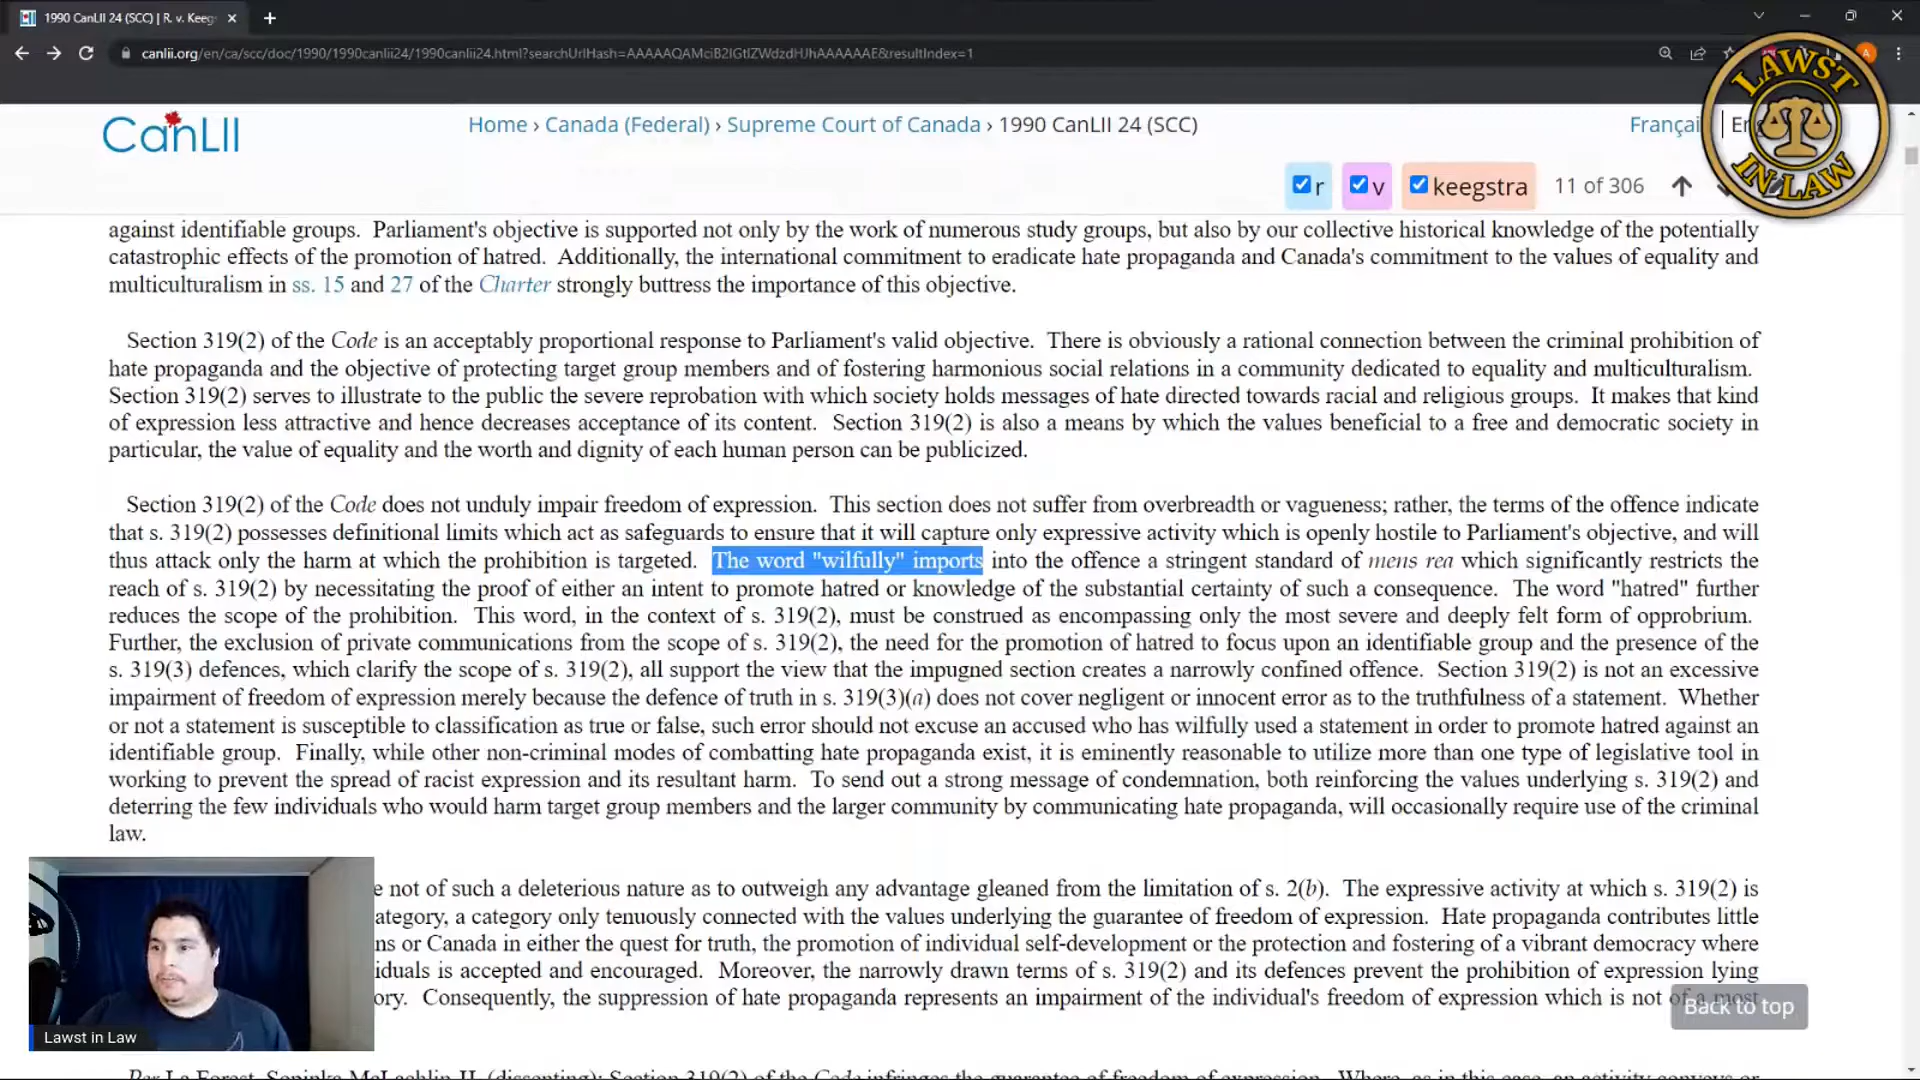 1990 CanLII 24 (SCC) | R. v. Keeg
canlii.org/en/ca/scc/doc/1990/1990canlii24/1990canlii24.html?searchUrlHash=AAAAAQAMciB2IGtlZWdzdHJhAAAAAAE&resultIndex=1
CanLII
Home › Canada (Federal) › Supreme Court of Canada › 1990 CanLII 24 (SCC)
Françai | En
LAWST IN LAW
r v keegstra 11 of 306
against identifiable groups. Parliament's objective is supported not only by the work of numerous study groups, but also by our collective historical knowledge of the potentially
catastrophic effects of the promotion of hatred. Additionally, the international commitment to eradicate hate propaganda and Canada's commitment to the values of equality and
multiculturalism in ss. 15 and 27 of the Charter strongly buttress the importance of this objective.
Section 319(2) of the Code is an acceptably proportional response to Parliament's valid objective. There is obviously a rational connection between the criminal prohibition of
hate propaganda and the objective of protecting target group members and of fostering harmonious social relations in a community dedicated to equality and multiculturalism.
Section 319(2) serves to illustrate to the public the severe reprobation with which society holds messages of hate directed towards racial and religious groups. It makes that kind
of expression less attractive and hence decreases acceptance of its content. Section 319(2) is also a means by which the values beneficial to a free and democratic society in
particular, the value of equality and the worth and dignity of each human person can be publicized.
Section 319(2) of the Code does not unduly impair freedom of expression. This section does not suffer from overbreadth or vagueness; rather, the terms of the offence indicate
that s. 319(2) possesses definitional limits which act as safeguards to ensure that it will capture only expressive activity which is openly hostile to Parliament's objective, and will
thus attack only the harm at which the prohibition is targeted. The word "wilfully" imports into the offence a stringent standard of mens rea which significantly restricts the
reach of s. 319(2) by necessitating the proof of either an intent to promote hatred or knowledge of the substantial certainty of such a consequence. The word "hatred" further
reduces the scope of the prohibition. This word, in the context of s. 319(2), must be construed as encompassing only the most severe and deeply felt form of opprobrium.
Further, the exclusion of private communications from the scope of s. 319(2), the need for the promotion of hatred to focus upon an identifiable group and the presence of the
s. 319(3) defences, which clarify the scope of s. 319(2), all support the view that the impugned section creates a narrowly confined offence. Section 319(2) is not an excessive
impairment of freedom of expression merely because the defence of truth in s. 319(3)(a) does not cover negligent or innocent error as to the truthfulness of a statement. Whether
or not a statement is susceptible to classification as true or false, such error should not excuse an accused who has wilfully used a statement in order to promote hatred against an
identifiable group. Finally, while other non-criminal modes of combatting hate propaganda exist, it is eminently reasonable to utilize more than one type of legislative tool in
working to prevent the spread of racist expression and its resultant harm. To send out a strong message of condemnation, both reinforcing the values underlying s. 319(2) and
deterring the few individuals who would harm target group members and the larger community by communicating hate propaganda, will occasionally require use of the criminal
law.
e not of such a deleterious nature as to outweigh any advantage gleaned from the limitation of s. 2(b). The expressive activity at which s. 319(2) is
ategory, a category only tenuously connected with the values underlying the guarantee of freedom of expression. Hate propaganda contributes little
ns or Canada in either the quest for truth, the promotion of individual self-development or the protection and fostering of a vibrant democracy where
iduals is accepted and encouraged. Moreover, the narrowly drawn terms of s. 319(2) and its defences prevent the prohibition of expression lying
ory. Consequently, the suppression of hate propaganda represents an impairment of the individual's freedom of expression which is not of a most
Back to top
Lawst in Law
Per La Forest, Sopinka McLachlin JJ. (dissenting): Section 319(2) of the Code infringes the guarantee of freedom of expression. Where, as in this case, an activity conveys or